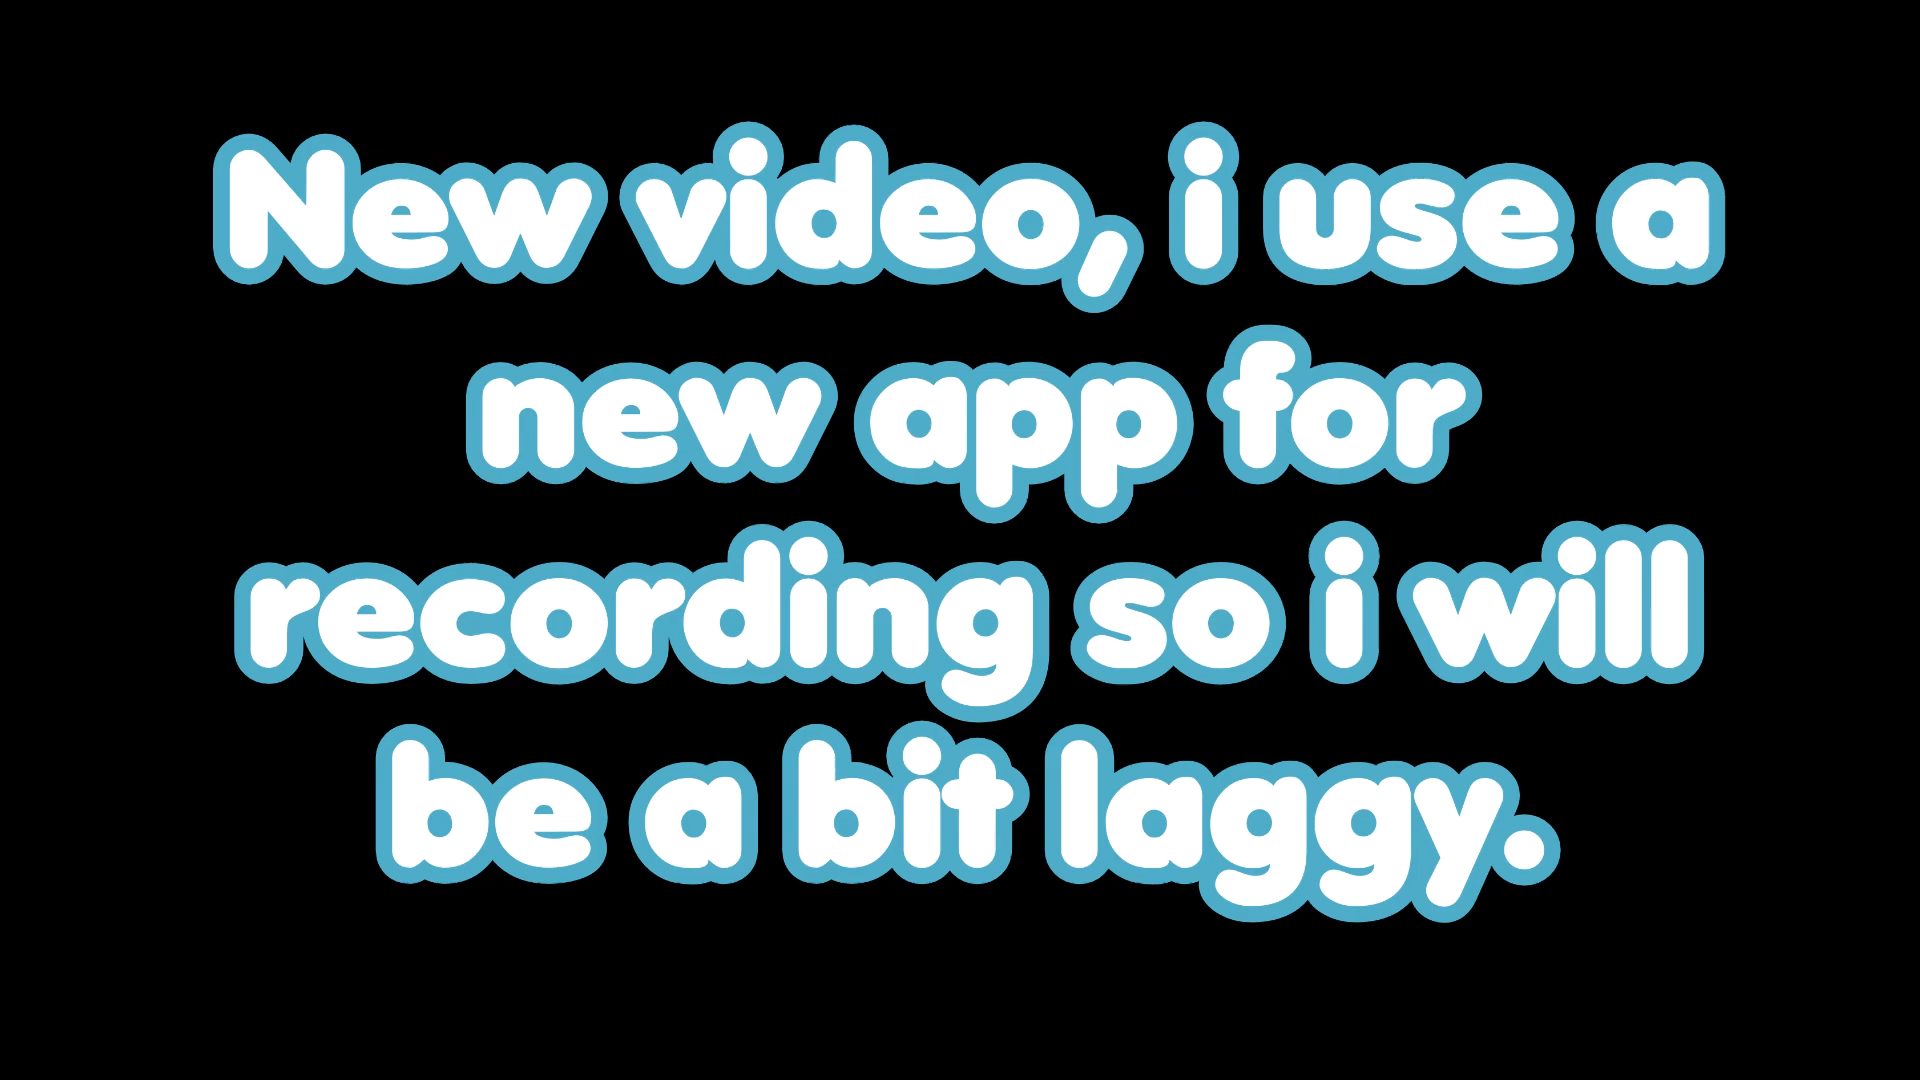 New video, i use a
new app for
recording so i will
be a bit laggy.